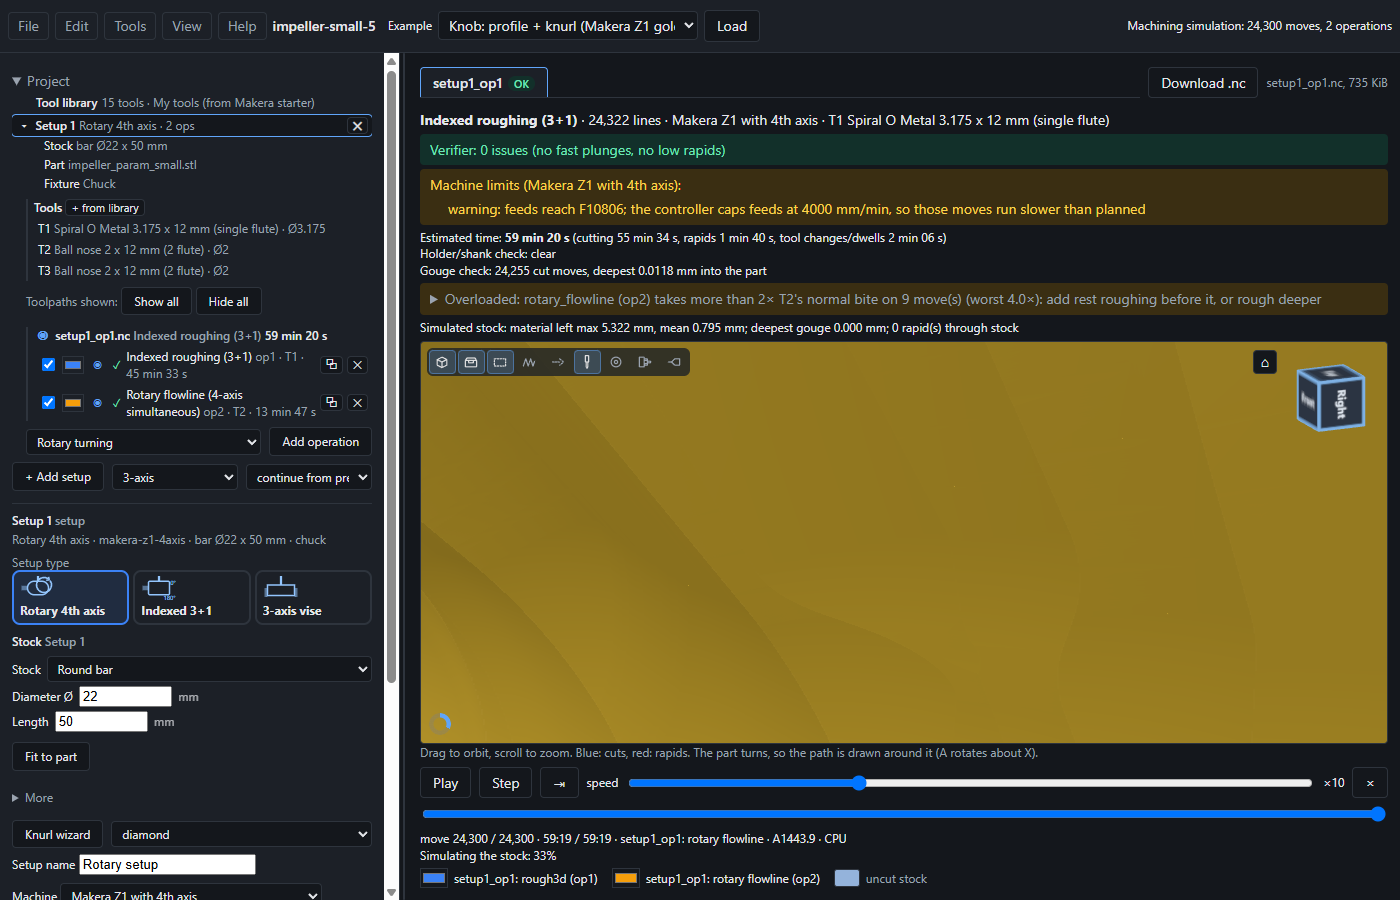 File Edit Tools View Help impeller-small-5 Example Knob: profile + knurl (Makera Z1 gol Load Machining simulation: 24,300 moves, 2 operations
Project
Tool library 15 tools · My tools (from Makera starter)
Setup 1 Rotary 4th axis · 2 ops
Stock bar Ø22 x 50 mm
Part impeller_param_small.stl
Fixture Chuck
Tools + from library
T1 Spiral O Metal 3.175 x 12 mm (single flute) · Ø3.175
T2 Ball nose 2 x 12 mm (2 flute) · Ø2
T3 Ball nose 2 x 12 mm (2 flute) · Ø2
Toolpaths shown: Show all Hide all
setup1_op1.nc Indexed roughing (3+1) 59 min 20 s
Indexed roughing (3+1) op1 · T1 ·
45 min 33 s
Rotary flowline (4-axis
simultaneous) op2 · T2 · 13 min 47 s
Rotary turning Add operation
+ Add setup 3-axis continue from pre
Setup 1 setup
Rotary 4th axis · makera-z1-4axis · bar Ø22 x 50 mm · chuck
Setup type
Rotary 4th axis Indexed 3+1 3-axis vise
Stock Setup 1
Stock Round bar
Diameter Ø 22 mm
Length 50 mm
Fit to part
More
Knurl wizard diamond
Setup name Rotary setup
Machine Makera Z1 with 4th axis
setup1_op1 OK Download .nc setup1_op1.nc, 735 KiB
Indexed roughing (3+1) · 24,322 lines · Makera Z1 with 4th axis · T1 Spiral O Metal 3.175 x 12 mm (single flute)
Verifier: 0 issues (no fast plunges, no low rapids)
Machine limits (Makera Z1 with 4th axis):
warning: feeds reach F10806; the controller caps feeds at 4000 mm/min, so those moves run slower than planned
Estimated time: 59 min 20 s (cutting 55 min 34 s, rapids 1 min 40 s, tool changes/dwells 2 min 06 s)
Holder/shank check: clear
Gouge check: 24,255 cut moves, deepest 0.0118 mm into the part
Overloaded: rotary_flowline (op2) takes more than 2× T2's normal bite on 9 move(s) (worst 4.0×): add rest roughing before it, or rough deeper
Simulated stock: material left max 5.322 mm, mean 0.795 mm; deepest gouge 0.000 mm; 0 rapid(s) through stock
Right
Drag to orbit, scroll to zoom. Blue: cuts, red: rapids. The part turns, so the path is drawn around it (A rotates about X).
Play Step speed ×10 ×
move 24,300 / 24,300 · 59:19 / 59:19 · setup1_op1: rotary flowline · A1443.9 · CPU
Simulating the stock: 33%
setup1_op1: rough3d (op1) setup1_op1: rotary flowline (op2) uncut stock